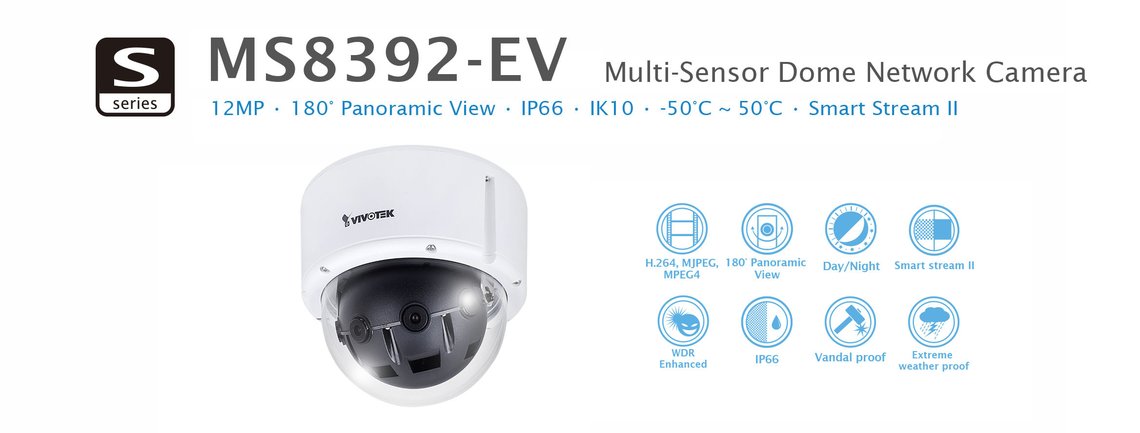 S
series
MS8392-EV
Multi-Sensor Dome Network Camera
12MP · 180° Panoramic View · IP66 · IK10 · -50°C ~ 50°C · Smart Stream II
VIVOTEK
H.264, MJPEG,
MPEG4
180° Panoramic
View
Day/Night
Smart stream II
WDR
Enhanced
IP66
Vandal proof
Extreme
weather proof